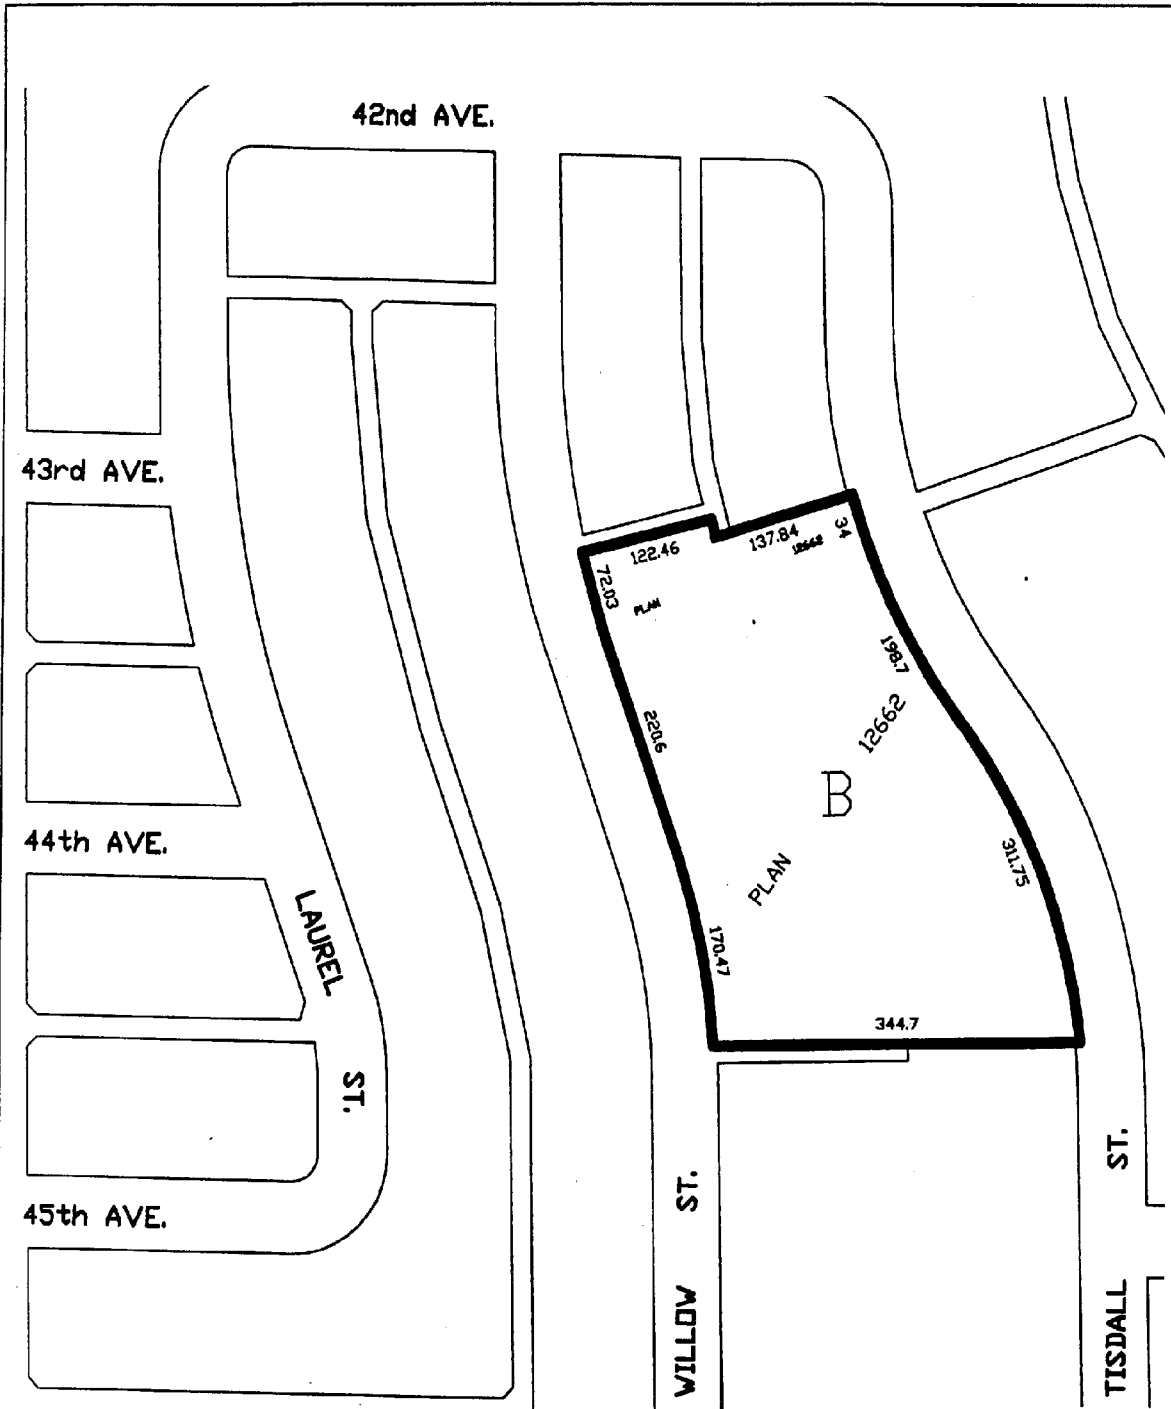 42nd AVE.
43rd AVE.
122.46
137.84
34
12662
72.03
PLAN
198.7
220.6
12662
B
44th AVE.
PLAN
311.75
LAUREL ST.
170.47
344.7
45th AVE.
WILLOW ST.
TISDALL ST.